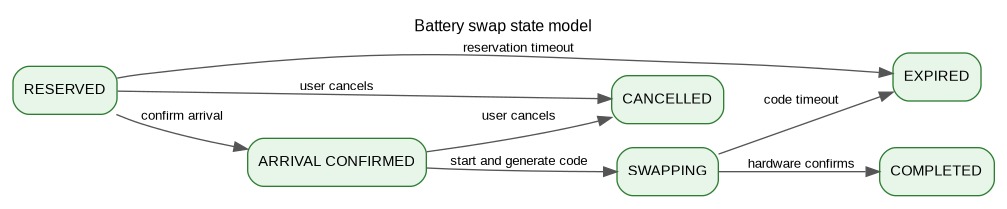 Battery swap state model
reservation timeout
RESERVED
user cancels
confirm arrival
EXPIRED
CANCELLED
code timeout
user cancels
ARRIVAL CONFIRMED
start and generate code
SWAPPING
hardware confirms
COMPLETED